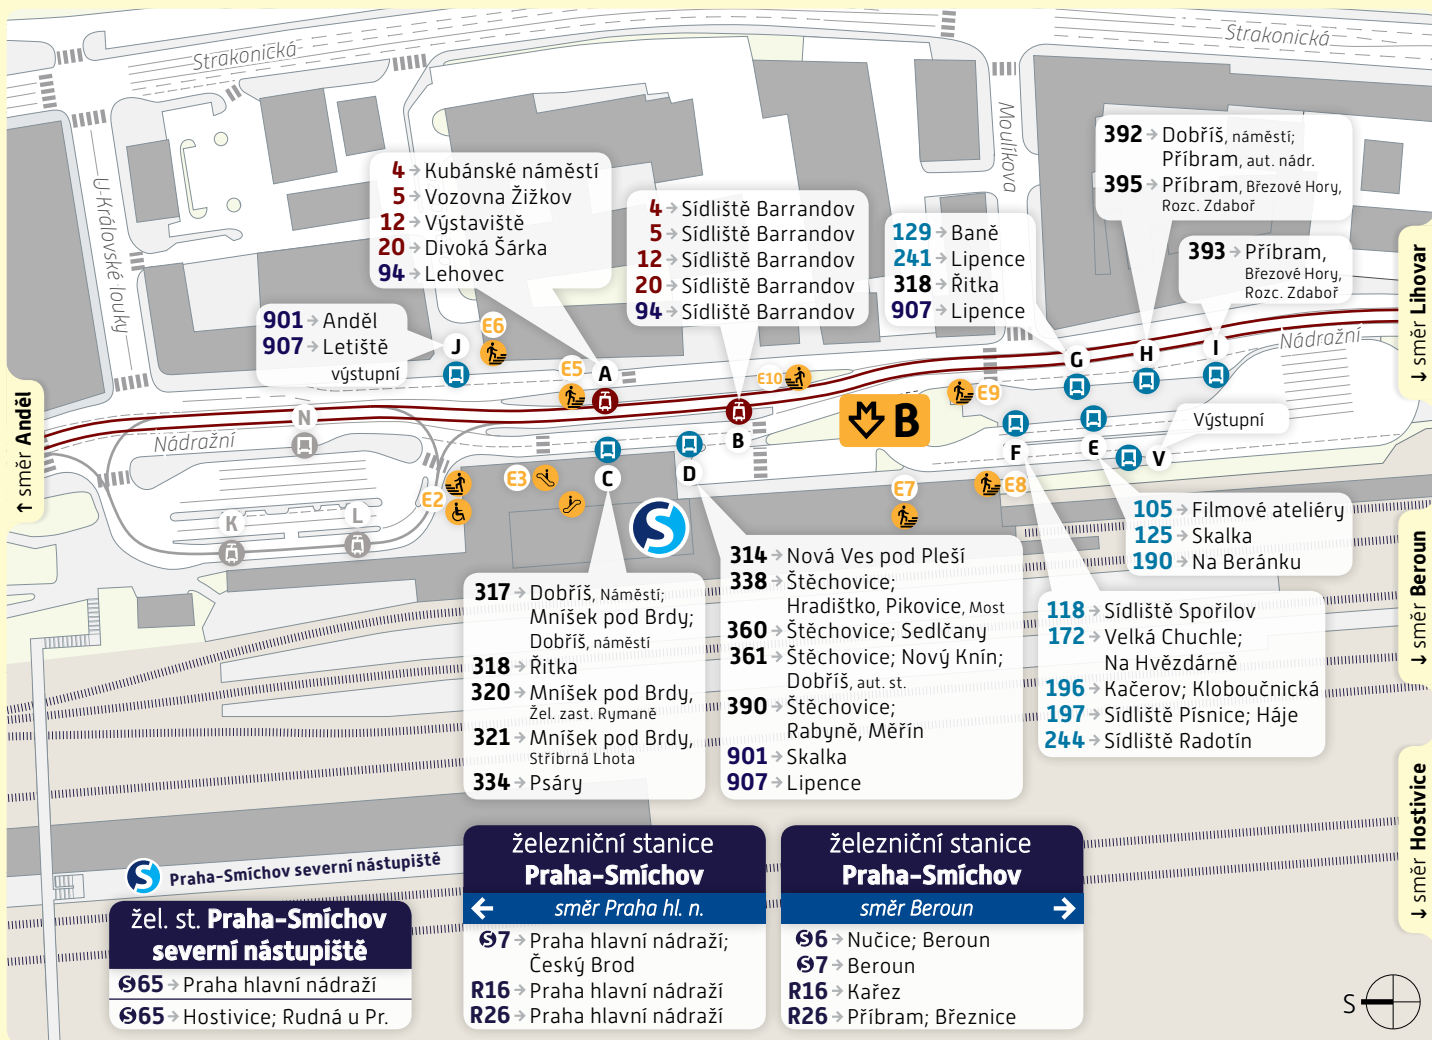 Strakonická
Strakonická
U Královské louky
Moulíkova
4 → Kubánské náměstí
5 → Vozovna Žižkov
12 → Výstaviště
20 → Divoká Šárka
94 → Lehovec
4 → Sídliště Barrandov
5 → Sídliště Barrandov
12 → Sídliště Barrandov
20 → Sídliště Barrandov
94 → Sídliště Barrandov
129 → Baně
241 → Lipence
318 → Řitka
907 → Lipence
392 → Dobříš, náměstí;
Příbram, aut. nádr.
395 → Příbram, Březové Hory,
Rozc. Zdaboř
393 → Příbram,
Březové Hory,
Rozc. Zdaboř
901 → Anděl
907 → Letiště
výstupní
J
E6
E5
A
E10
B
B
E9
G
H
I
Nádražní
↓ směr Lihovar
↑ směr Anděl
N
Nádražní
K
L
E2
E3
C
D
S
E7
E8
F
E
V
Výstupní
105 → Filmové ateliéry
125 → Skalka
190 → Na Beránku
↓ směr Beroun
317 → Dobříš, Náměstí;
Mníšek pod Brdy;
Dobříš, náměstí
318 → Řitka
320 → Mníšek pod Brdy,
Žel. zast. Rymaně
321 → Mníšek pod Brdy,
Stříbrná Lhota
334 → Psáry
314 → Nová Ves pod Pleší
338 → Štěchovice;
Hradištko, Pikovice, Most
360 → Štěchovice; Sedlčany
361 → Štěchovice; Nový Knín;
Dobříš, aut. st.
390 → Štěchovice;
Rabyně, Měřín
901 → Skalka
907 → Lipence
118 → Sídliště Spořilov
172 → Velká Chuchle;
Na Hvězdárně
196 → Kačerov; Kloboučnická
197 → Sídliště Písnice; Háje
244 → Sídliště Radotín
↓ směr Hostivice
S Praha-Smíchov severní nástupiště
žel. st. Praha-Smíchov
severní nástupiště
S65 → Praha hlavní nádraží
S65 → Hostivice; Rudná u Pr.
železniční stanice
Praha-Smíchov
← směr Praha hl. n.
S7 → Praha hlavní nádraží;
Český Brod
R16 → Praha hlavní nádraží
R26 → Praha hlavní nádraží
železniční stanice
Praha-Smíchov
směr Beroun →
S6 → Nučice; Beroun
S7 → Beroun
R16 → Kařez
R26 → Příbram; Březnice
S